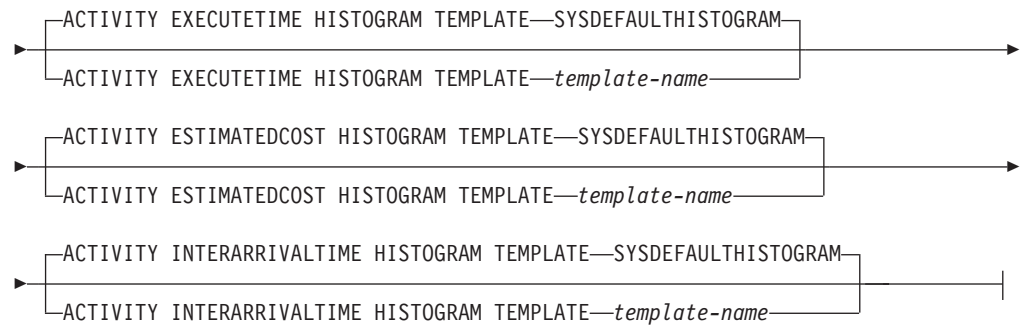 ACTIVITY EXECUTETIME HISTOGRAM TEMPLATE—SYSDEFAULTHISTOGRAM
ACTIVITY EXECUTETIME HISTOGRAM TEMPLATE—template-name
ACTIVITY ESTIMATEDCOST HISTOGRAM TEMPLATE—SYSDEFAULTHISTOGRAM
ACTIVITY ESTIMATEDCOST HISTOGRAM TEMPLATE—template-name
ACTIVITY INTERARRIVALTIME HISTOGRAM TEMPLATE—SYSDEFAULTHISTOGRAM
ACTIVITY INTERARRIVALTIME HISTOGRAM TEMPLATE—template-name